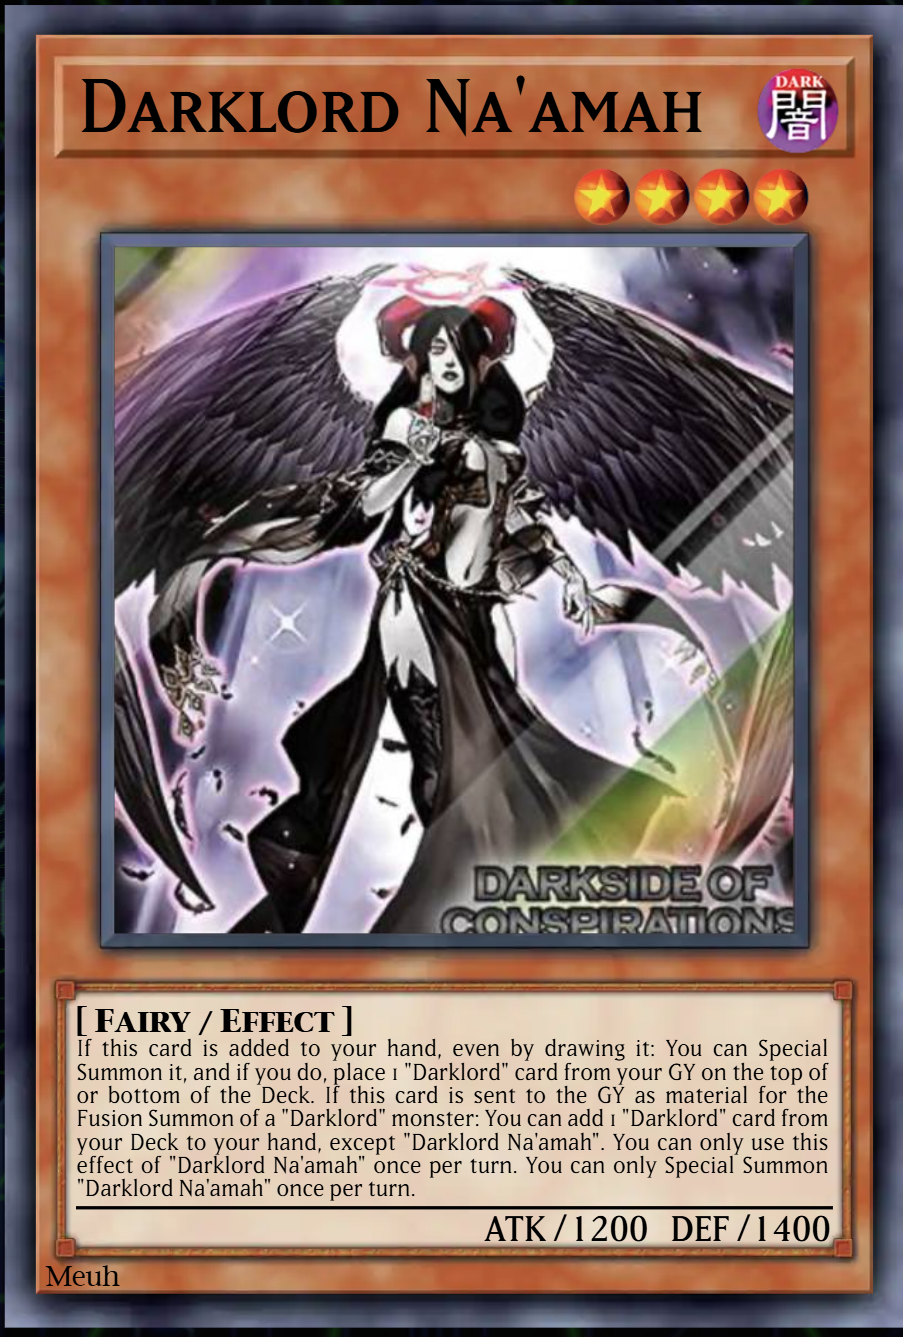 Darklord Na'amah
DARK
闇
DARKSIDE OF
CONSPIRATIONS
[ Fairy / Effect ]
If this card is added to your hand, even by drawing it: You can Special
Summon it, and if you do, place 1 "Darklord" card from your GY on the top of
or bottom of the Deck. If this card is sent to the GY as material for the
Fusion Summon of a "Darklord" monster: You can add 1 "Darklord" card from
your Deck to your hand, except "Darklord Na'amah". You can only use this
effect of "Darklord Na'amah" once per turn. You can only Special Summon
"Darklord Na'amah" once per turn.
ATK/1200 DEF/1400
Meuh